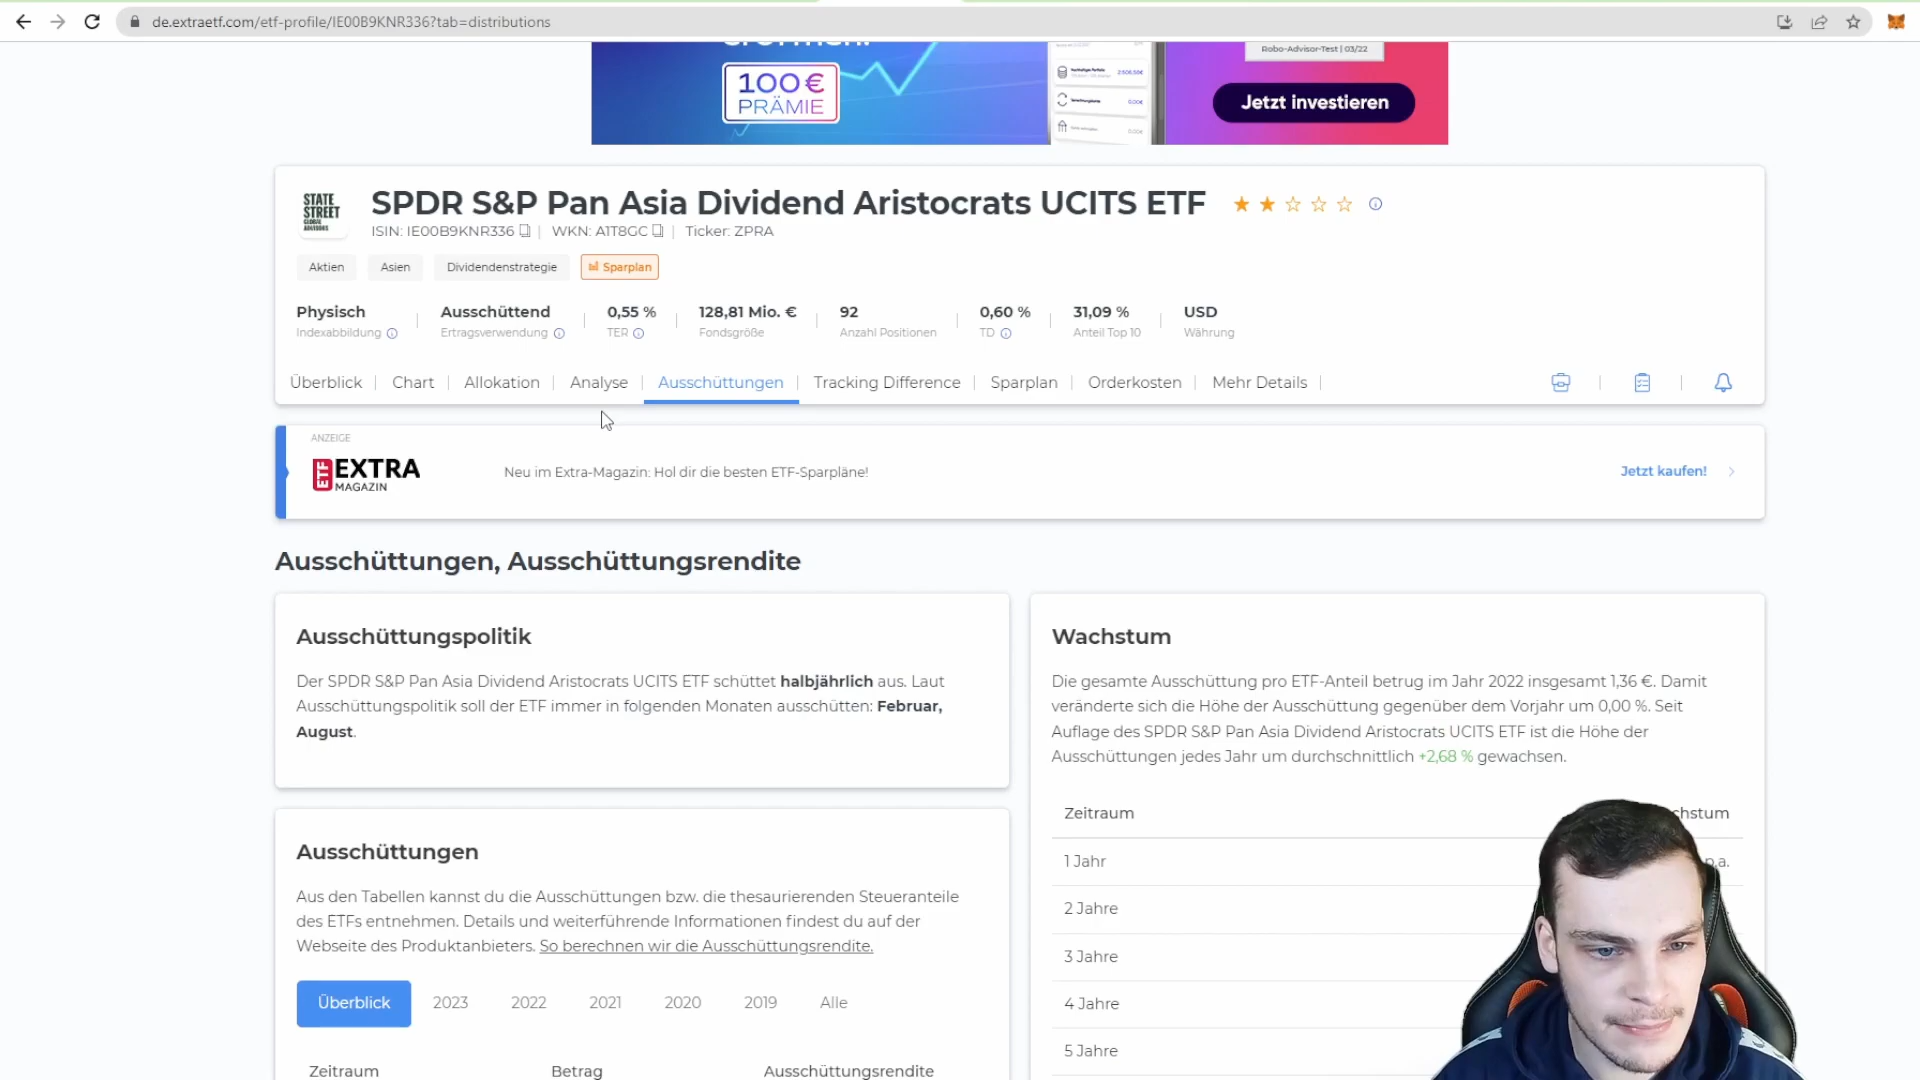 de.extraetf.com/etf-profile/IE00B9KNR336?tab=distributions
100€
PRÄMIE
Robo-Advisor-Test | 03/22
Jetzt investieren
STATE
STREET
GLOBAL
ADVISORS
SPDR S&P Pan Asia Dividend Aristocrats UCITS ETF
ISIN: IE00B9KNR336 | WKN: A1T8GC | Ticker: ZPRA
Aktien Asien Dividendenstrategie Sparplan
Physisch Ausschüttend 0,55 % 128,81 Mio. € 92 0,60 % 31,09 % USD
Indexabbildung Ertragsverwendung TER Fondsgröße Anzahl Positionen TD Anteil Top 10 Währung
Überblick | Chart | Allokation | Analyse | Ausschüttungen | Tracking Difference | Sparplan | Orderkosten | Mehr Details |
ANZEIGE
ETF EXTRA
MAGAZIN
Neu im Extra-Magazin: Hol dir die besten ETF-Sparpläne!
Jetzt kaufen!
Ausschüttungen, Ausschüttungsrendite
Ausschüttungspolitik
Der SPDR S&P Pan Asia Dividend Aristocrats UCITS ETF schüttet halbjährlich aus. Laut
Ausschüttungspolitik soll der ETF immer in folgenden Monaten ausschütten: Februar,
August.
Ausschüttungen
Aus den Tabellen kannst du die Ausschüttungen bzw. die thesaurierenden Steueranteile
des ETFs entnehmen. Details und weiterführende Informationen findest du auf der
Webseite des Produktanbieters. So berechnen wir die Ausschüttungsrendite.
Überblick 2023 2022 2021 2020 2019 Alle
Zeitraum Betrag Ausschüttungsrendite
Wachstum
Die gesamte Ausschüttung pro ETF-Anteil betrug im Jahr 2022 insgesamt 1,36 €. Damit
veränderte sich die Höhe der Ausschüttung gegenüber dem Vorjahr um 0,00 %. Seit
Auflage des SPDR S&P Pan Asia Dividend Aristocrats UCITS ETF ist die Höhe der
Ausschüttungen jedes Jahr um durchschnittlich +2,68 % gewachsen.
Zeitraum chstum
1 Jahr p.a.
2 Jahre
3 Jahre
4 Jahre
5 Jahre